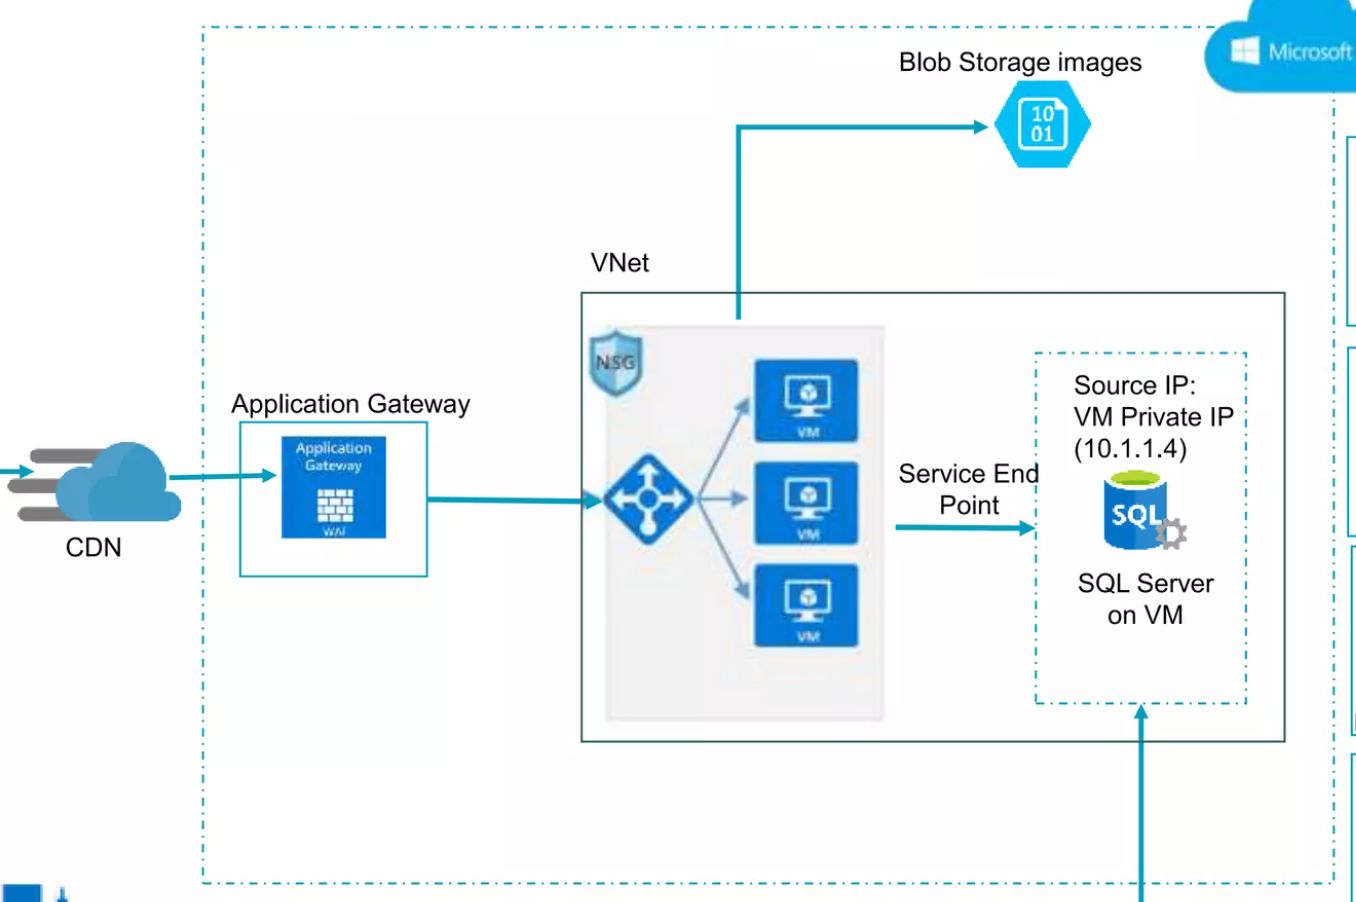 Blob Storage images
Microsoft
10
01
VNet
NSG
Application Gateway
Application
Gateway
WAF
CDN
VM
VM
VM
Service End
Point
Source IP:
VM Private IP
(10.1.1.4)
SQL
SQL Server
on VM